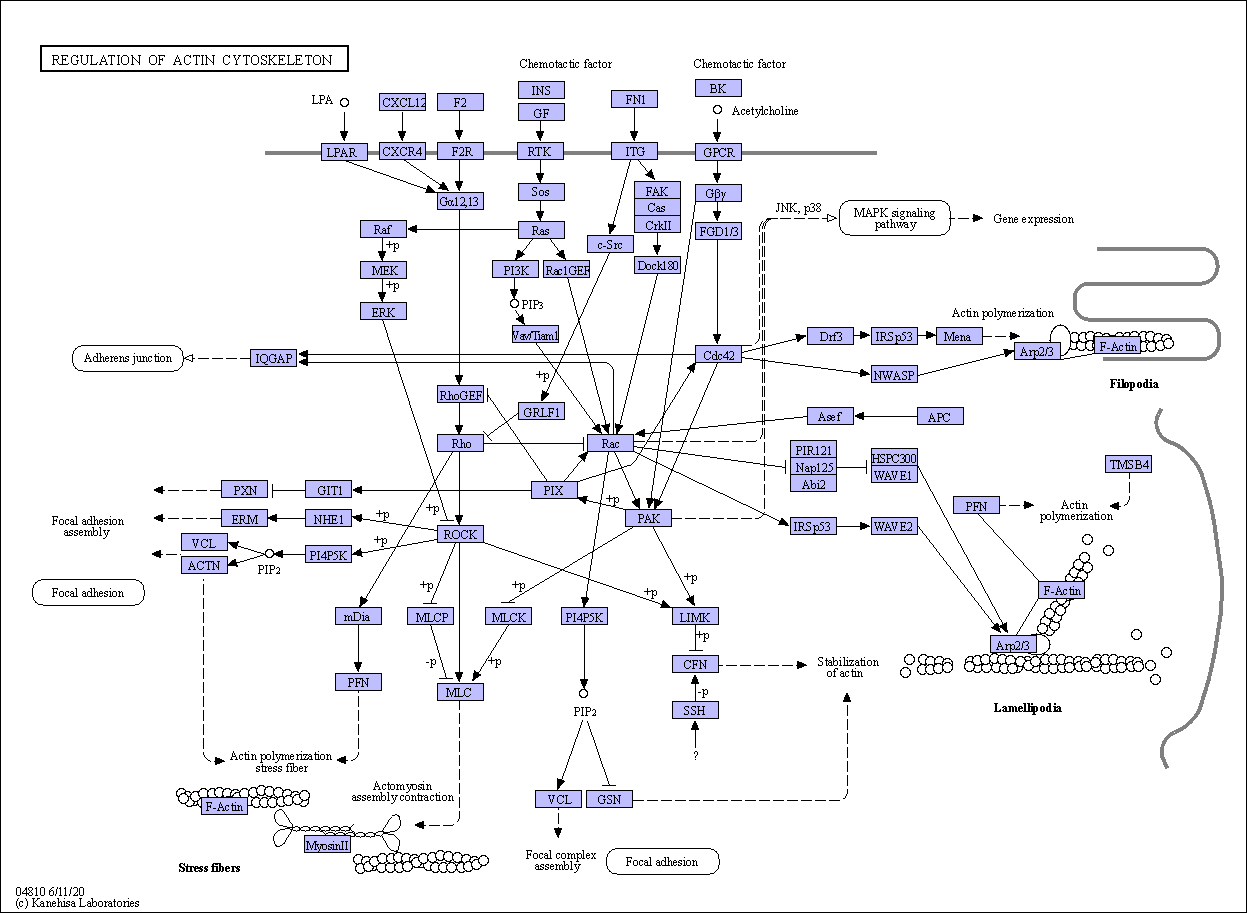 REGULATION OF ACTIN CYTOSKELETON
Chemotactic factor
Chemotactic factor
LPA
CXCL12
F2
INS
GF
FN1
BK
Acetylcholine
LPAR
CXCR4
F2R
RTK
ITG
GPCR
Gα12,13
Sos
FAK
Cas
CrkII
Gβγ
JNK, p38
MAPK signaling
pathway
Gene expression
Raf
+p
Ras
c-Src
FGD1/3
MEK
+p
PI3K
Rac1GEF
Dock180
ERK
PIP3
Vav/Tiam1
Actin polymerization
Drf3
IRSp53
Mena
Arp2/3
F-Actin
Adherens junction
IQGAP
Cdc42
NWASP
Filopodia
+p
RhoGEF
GRLF1
Asef
APC
Rho
Rac
PIR121
Nap125
Abi2
HSPC300
WAVE1
TMSB4
PXN
GIT1
PIX
+p
PAK
IRSp53
WAVE2
PFN
Actin
polymerization
Focal adhesion
assembly
ERM
NHE1
+p
+p
ROCK
VCL
ACTN
PIP2
PI4P5K
+p
Focal adhesion
+p
+p
+p
+p
F-Actin
mDia
MLCP
MLCK
PI4P5K
LIMK
+p
Arp2/3
-p
+p
CFN
Stabilization
of actin
PFN
MLC
-p
SSH
PIP2
?
Lamellipodia
Actin polymerization
stress fiber
Actomyosin
assembly contraction
F-Actin
VCL
GSN
MyosinII
Stress fibers
Focal complex
assembly
Focal adhesion
04810 6/11/20
(c) Kanehisa Laboratories